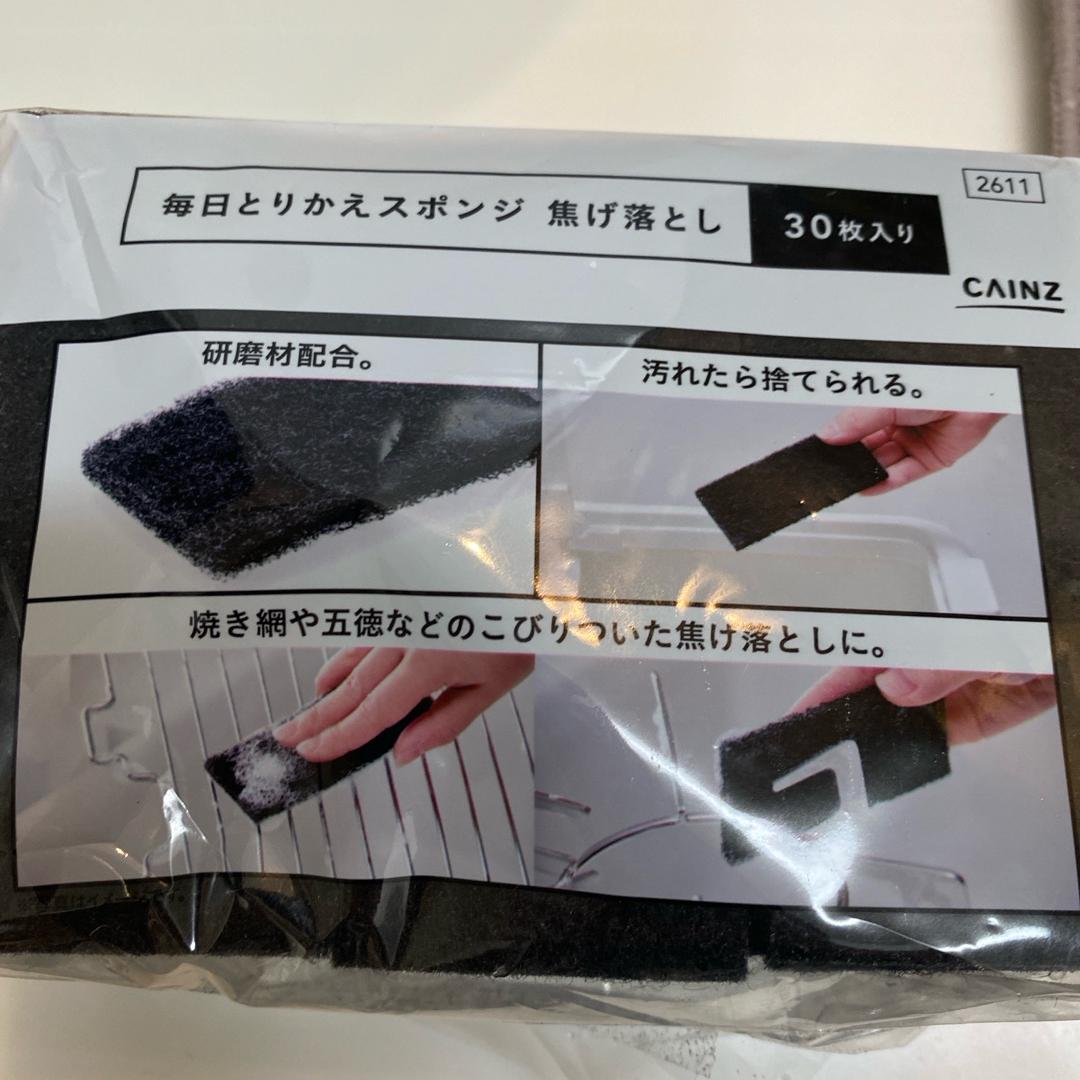 毎日とりかえスポンジ 焦げ落とし
30枚入り
2611
CAINZ
研磨材配合。
汚れたら捨てられる。
焼き網や五徳などのこびりついた焦げ落としに。